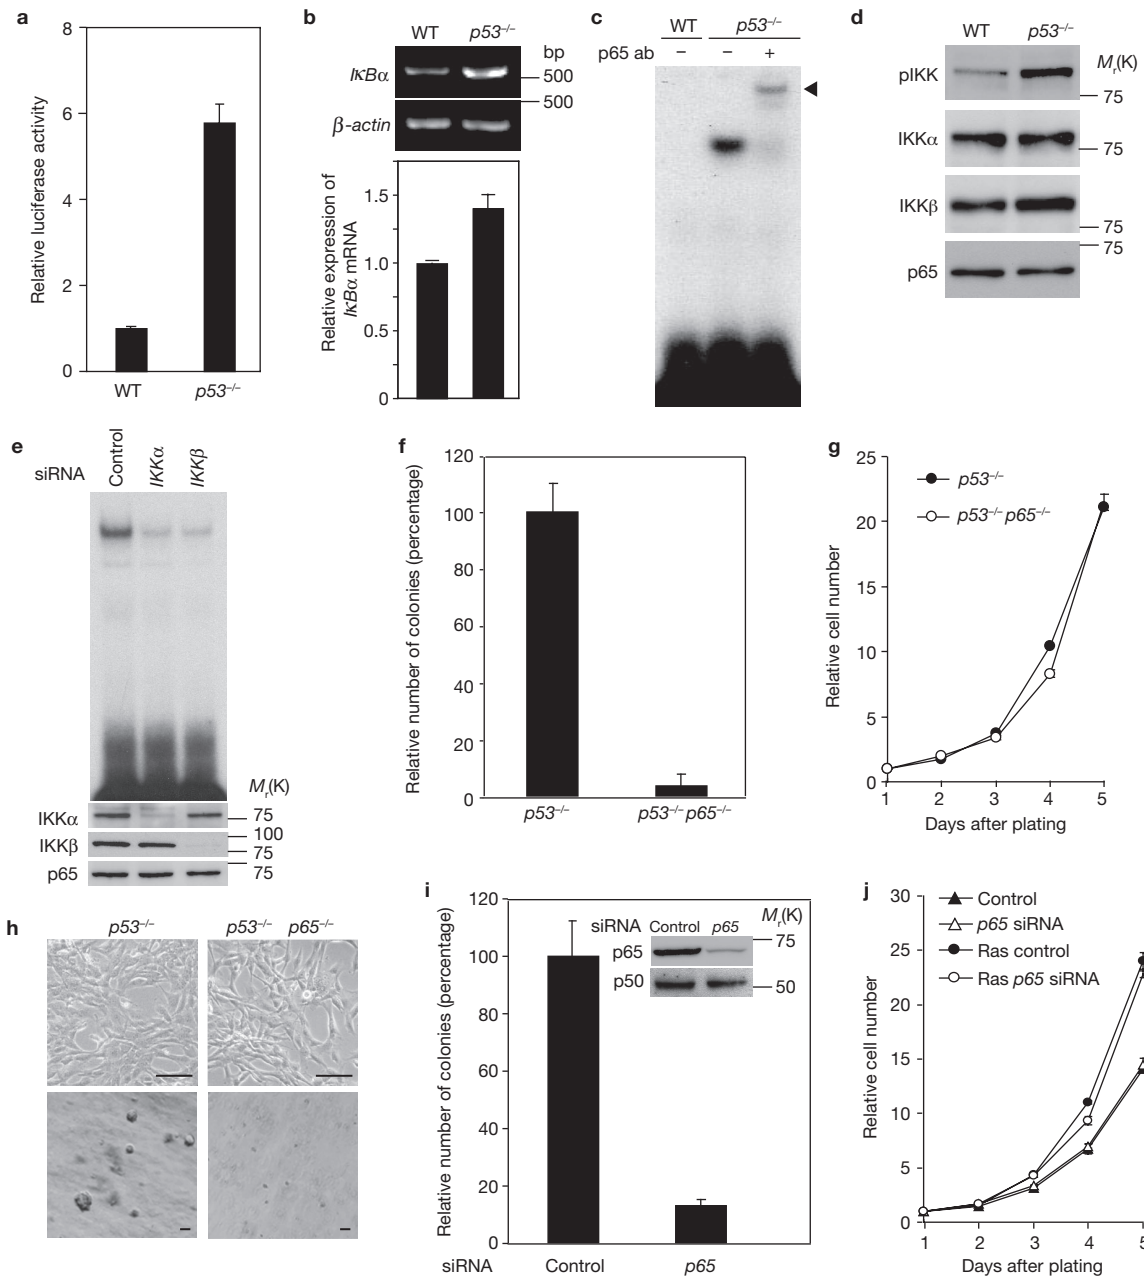 a
8
6
4
2
0
Relative luciferase activity
WT p53–/–
b
WT p53–/–
bp
IκBα
500
500
β-actin
Relative expression of
IκBα mRNA
1.5
1.0
0.5
0
c
WT p53–/–
p65 ab – – +
d
WT p53–/–
Mr(K)
pIKK
75
IKKα
75
IKKβ
75
75
p65
e
siRNA Control IKKα IKKβ
Mr(K)
IKKα 75
100
IKKβ 75
p65 75
f
120
100
80
60
40
20
0
Relative number of colonies (percentage)
p53–/– p53–/– p65–/–
g
25
20
15
10
5
0
Relative cell number
p53–/–
p53–/– p65–/–
1 2 3 4 5
Days after plating
h
p53–/– p53–/– p65–/–
i
120
100
80
60
40
20
0
Relative number of colonies (percentage)
siRNA Control p65
Mr(K)
p65 75
p50 50
siRNA Control p65
j
30
25
20
15
10
5
0
Relative cell number
Control
p65 siRNA
Ras control
Ras p65 siRNA
1 2 3 4 5
Days after plating